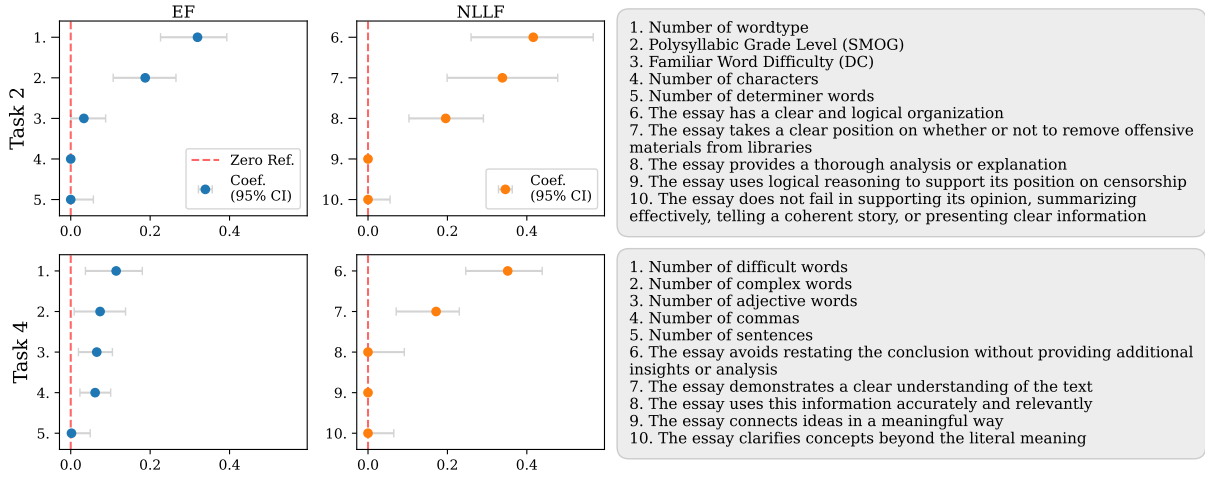 EF
NLLF
Task 2
1.
2.
3.
4.
5.
Zero Ref.
Coef.
(95% CI)
0.0 0.2 0.4
6.
7.
8.
9.
10.
Coef.
(95% CI)
0.0 0.2 0.4
1. Number of wordtype
2. Polysyllabic Grade Level (SMOG)
3. Familiar Word Difficulty (DC)
4. Number of characters
5. Number of determiner words
6. The essay has a clear and logical organization
7. The essay takes a clear position on whether or not to remove offensive
materials from libraries
8. The essay provides a thorough analysis or explanation
9. The essay uses logical reasoning to support its position on censorship
10. The essay does not fail in supporting its opinion, summarizing
effectively, telling a coherent story, or presenting clear information
Task 4
1.
2.
3.
4.
5.
0.0 0.2 0.4
6.
7.
8.
9.
10.
0.0 0.2 0.4
1. Number of difficult words
2. Number of complex words
3. Number of adjective words
4. Number of commas
5. Number of sentences
6. The essay avoids restating the conclusion without providing additional
insights or analysis
7. The essay demonstrates a clear understanding of the text
8. The essay uses this information accurately and relevantly
9. The essay connects ideas in a meaningful way
10. The essay clarifies concepts beyond the literal meaning